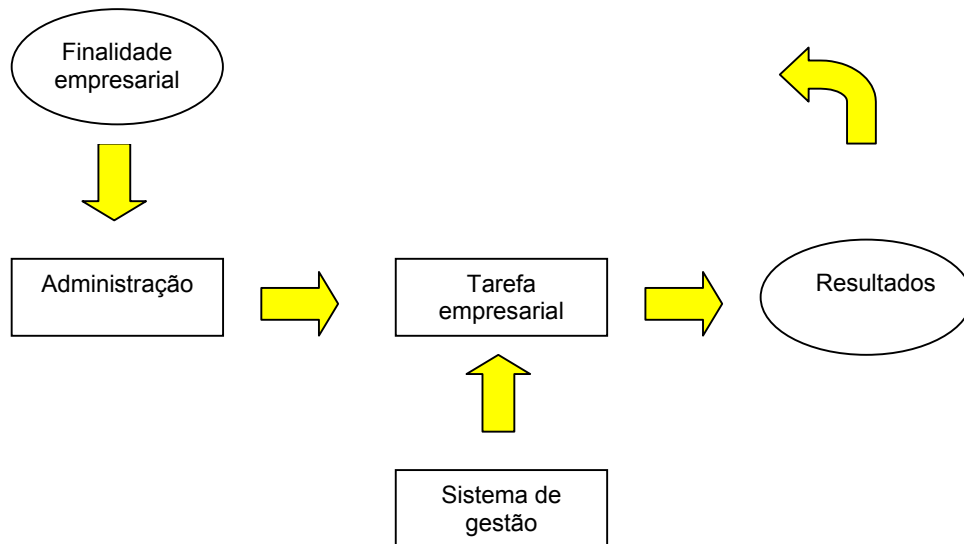 Finalidade
empresarial
Administração
Tarefa
empresarial
Resultados
Sistema de
gestão